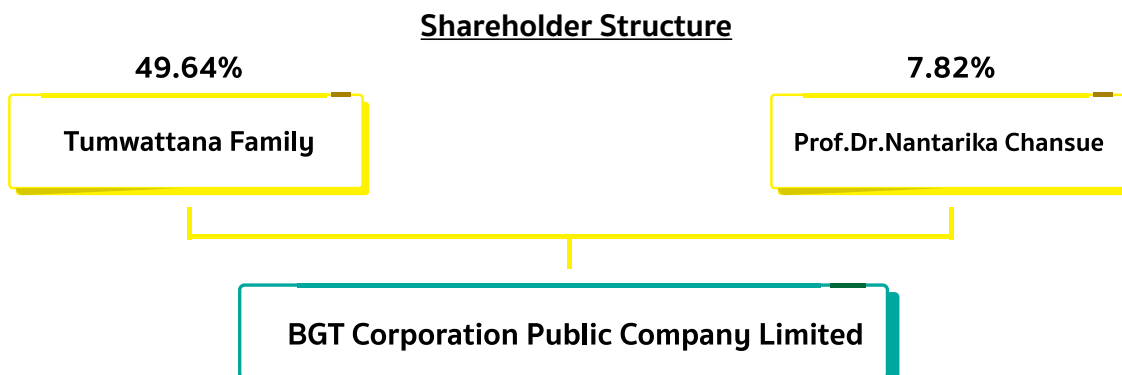 Shareholder Structure
49.64%
7.82%
Tumwattana Family
Prof.Dr.Nantarika Chansue
BGT Corporation Public Company Limited